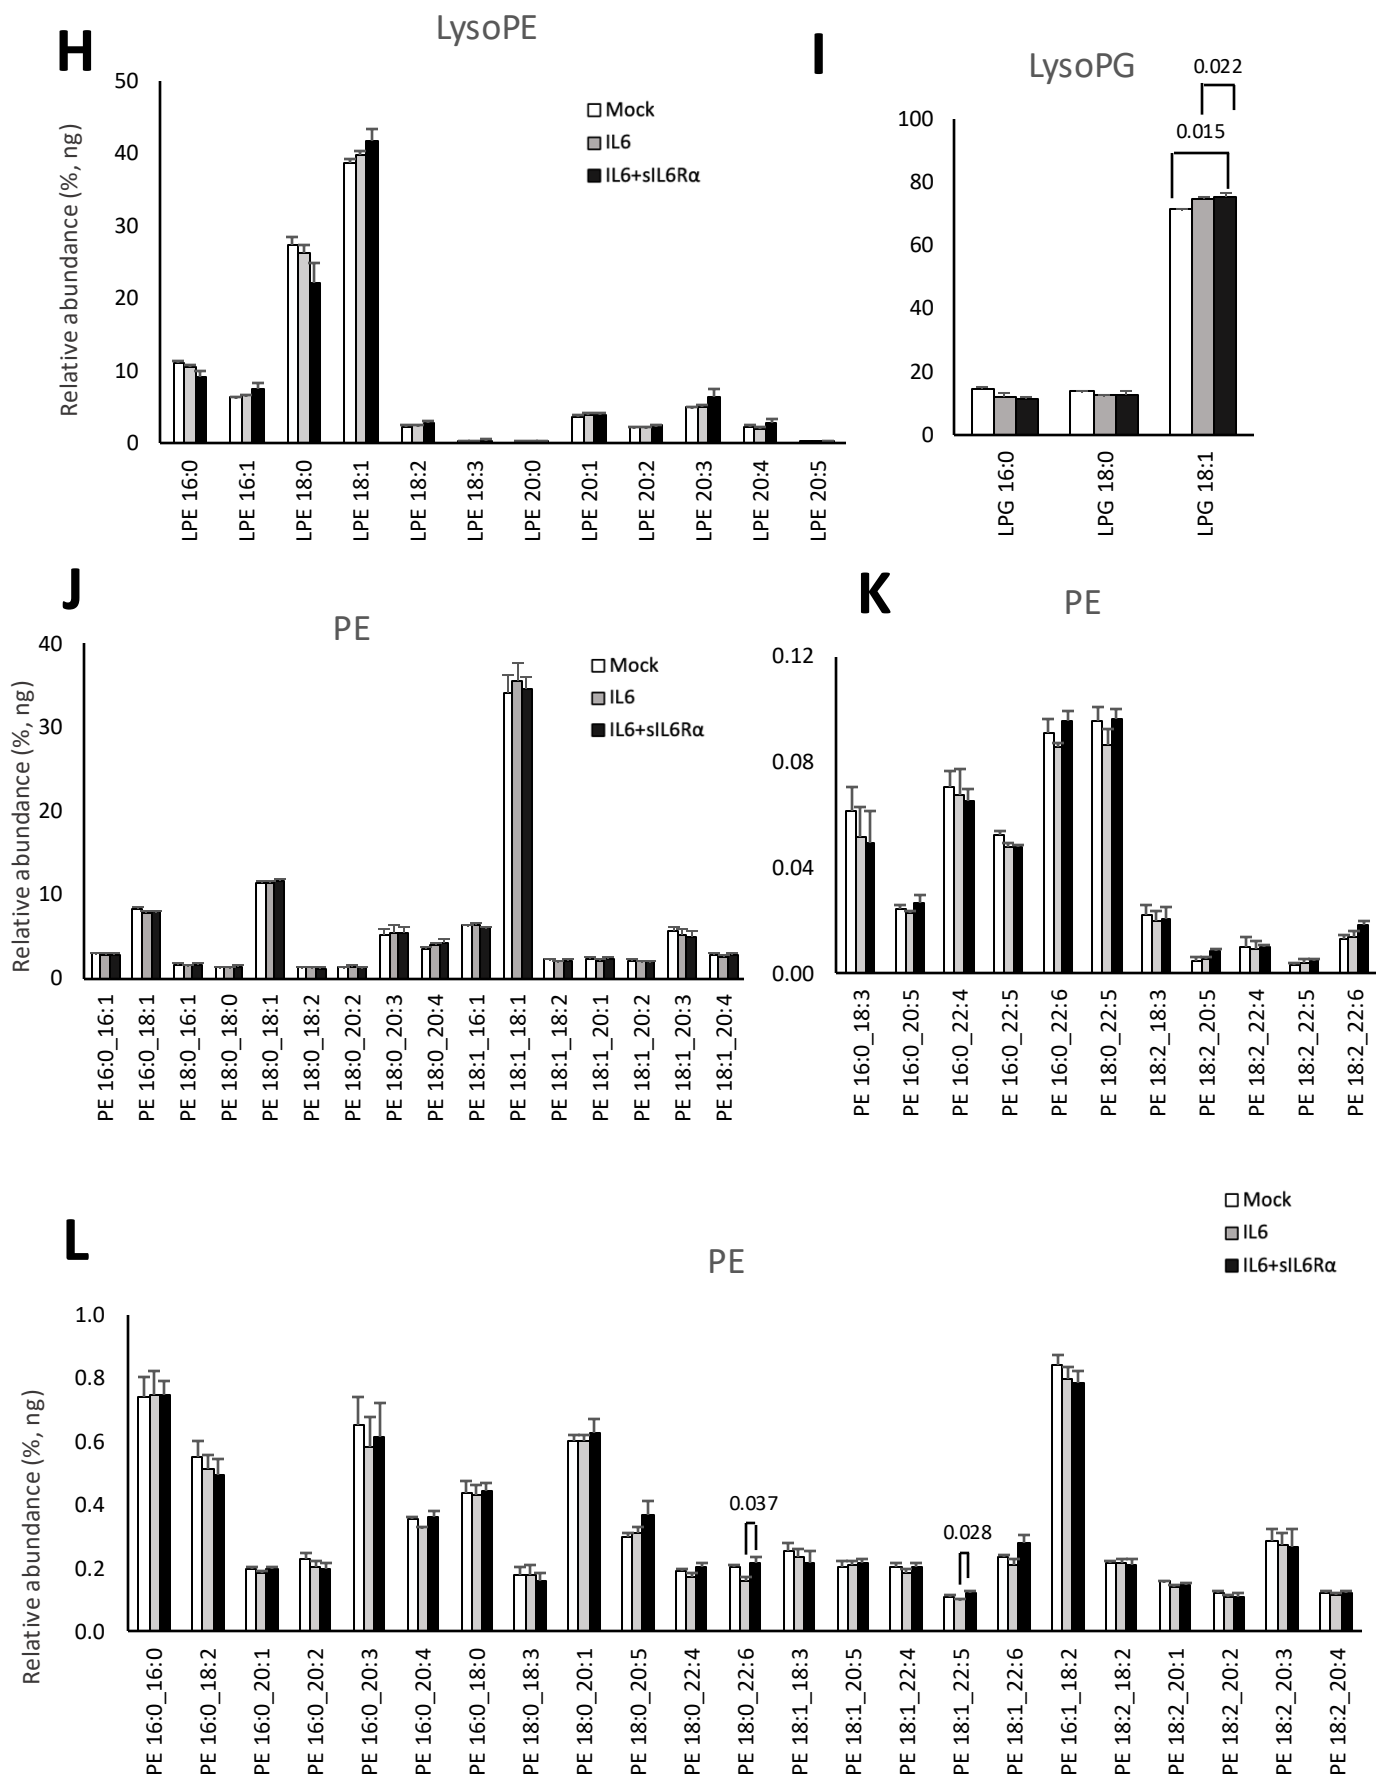 H
LysoPE
50
40
30
20
10
0
Relative abundance (%, ng)
Mock
IL6
IL6+sIL6Rα
LPE 16:0
LPE 16:1
LPE 18:0
LPE 18:1
LPE 18:2
LPE 18:3
LPE 20:0
LPE 20:1
LPE 20:2
LPE 20:3
LPE 20:4
LPE 20:5
I
LysoPG
0.022
0.015
100
80
60
40
20
0
LPG 16:0
LPG 18:0
LPG 18:1
J
PE
40
30
20
10
0
Relative abundance (%, ng)
Mock
IL6
IL6+sIL6Rα
PE 16:0_16:1
PE 16:0_18:1
PE 18:0_16:1
PE 18:0_18:0
PE 18:0_18:1
PE 18:0_18:2
PE 18:0_20:2
PE 18:0_20:3
PE 18:0_20:4
PE 18:1_16:1
PE 18:1_18:1
PE 18:1_18:2
PE 18:1_20:1
PE 18:1_20:2
PE 18:1_20:3
PE 18:1_20:4
K
PE
0.12
0.08
0.04
0.00
PE 16:0_18:3
PE 16:0_20:5
PE 16:0_22:4
PE 16:0_22:5
PE 16:0_22:6
PE 18:0_22:5
PE 18:2_18:3
PE 18:2_20:5
PE 18:2_22:4
PE 18:2_22:5
PE 18:2_22:6
L
PE
Mock
IL6
IL6+sIL6Rα
1.0
0.8
0.6
0.4
0.2
0.0
Relative abundance (%, ng)
0.037
0.028
PE 16:0_16:0
PE 16:0_18:2
PE 16:0_20:1
PE 16:0_20:2
PE 16:0_20:3
PE 16:0_20:4
PE 16:0_18:0
PE 18:0_18:3
PE 18:0_20:1
PE 18:0_20:5
PE 18:0_22:4
PE 18:0_22:6
PE 18:1_18:3
PE 18:1_20:5
PE 18:1_22:4
PE 18:1_22:5
PE 18:1_22:6
PE 16:1_18:2
PE 18:2_18:2
PE 18:2_20:1
PE 18:2_20:2
PE 18:2_20:3
PE 18:2_20:4